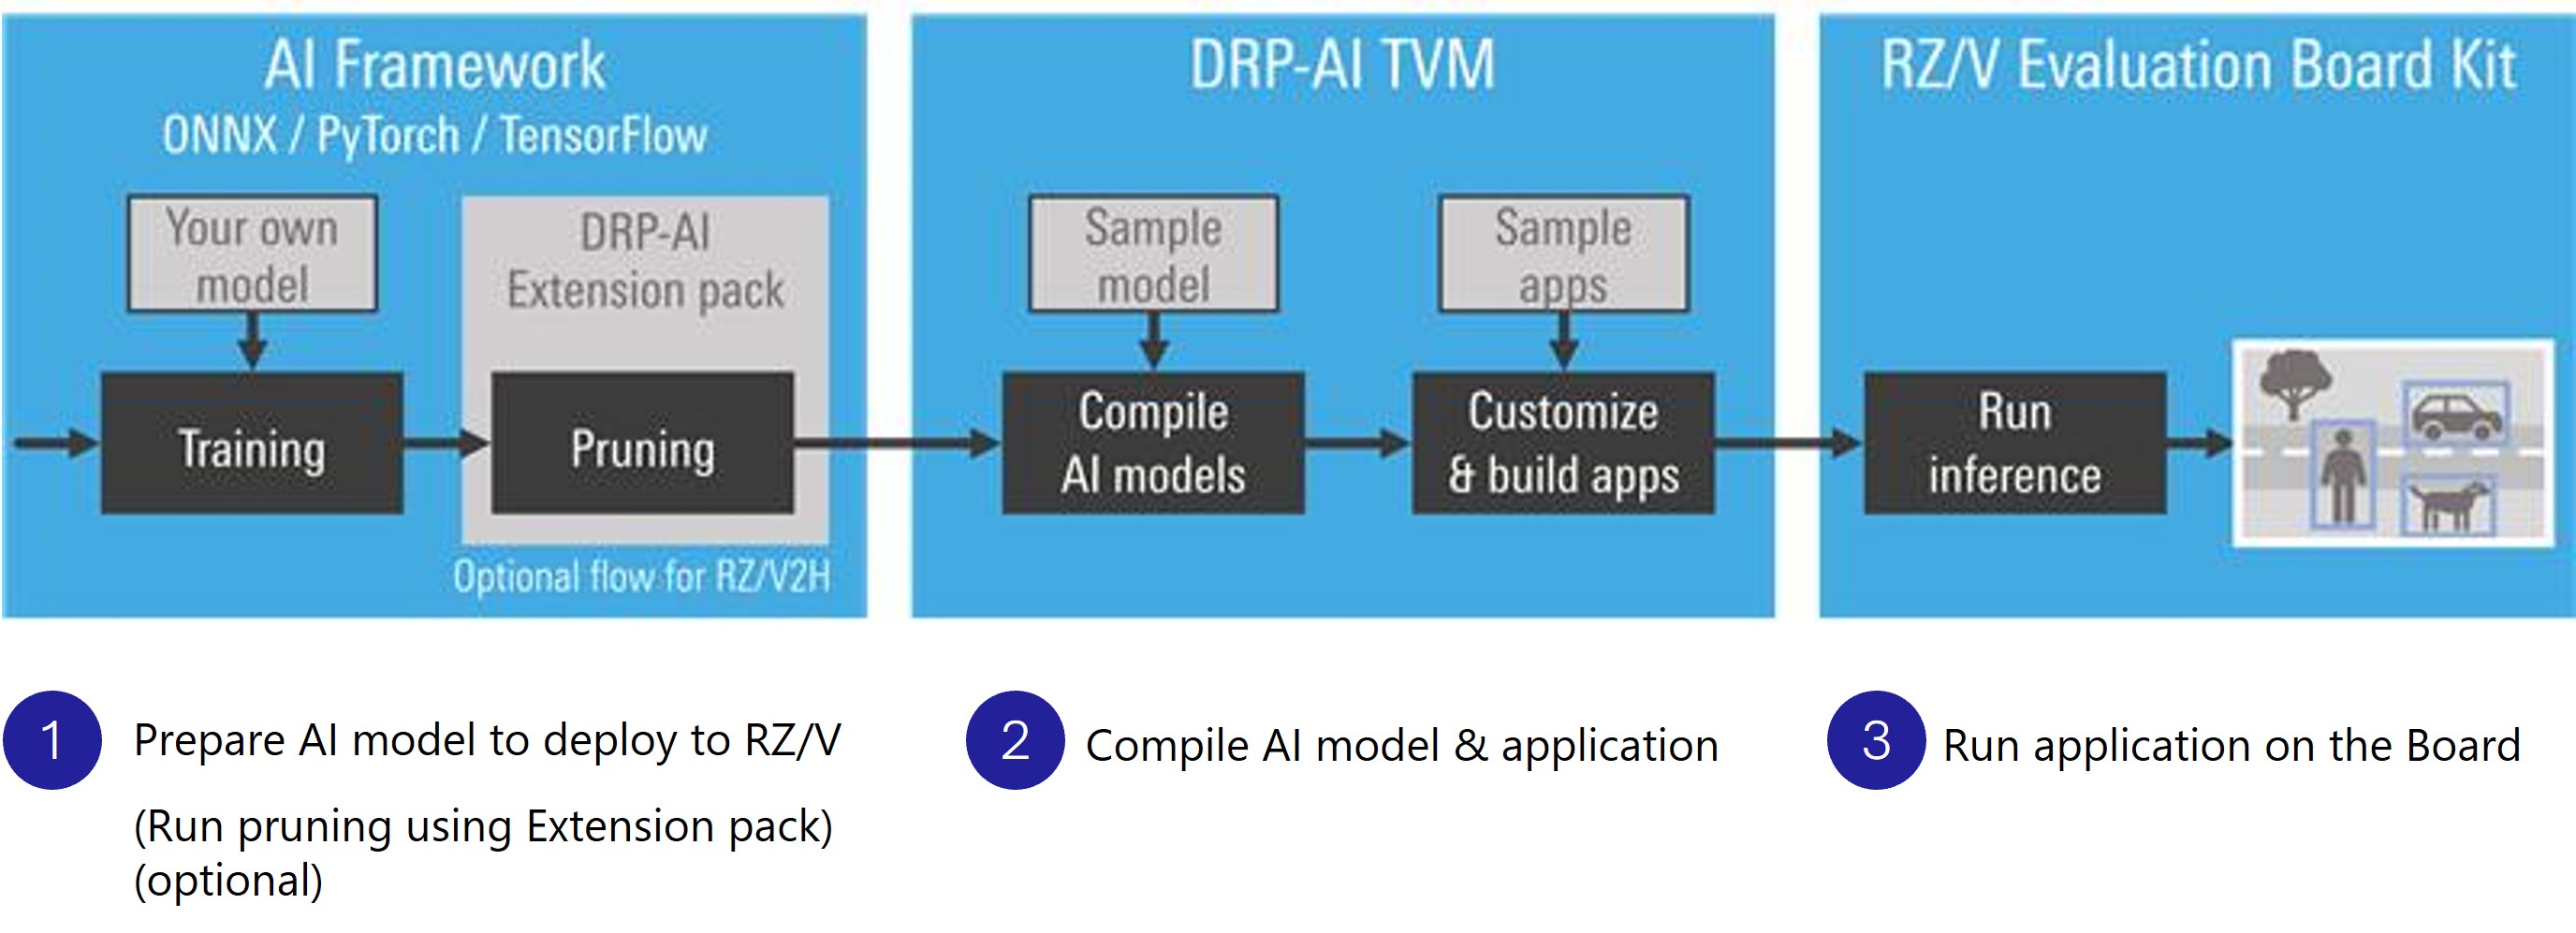 AI Framework
ONNX / PyTorch / TensorFlow
Your own
model
DRP-AI
Extension pack
Training
Pruning
Optional flow for RZ/V2H
DRP-AI TVM
Sample
model
Sample
apps
Compile
AI models
Customize
& build apps
RZ/V Evaluation Board Kit
Run
inference
1
Prepare AI model to deploy to RZ/V
(Run pruning using Extension pack)
(optional)
2
Compile AI model & application
3
Run application on the Board